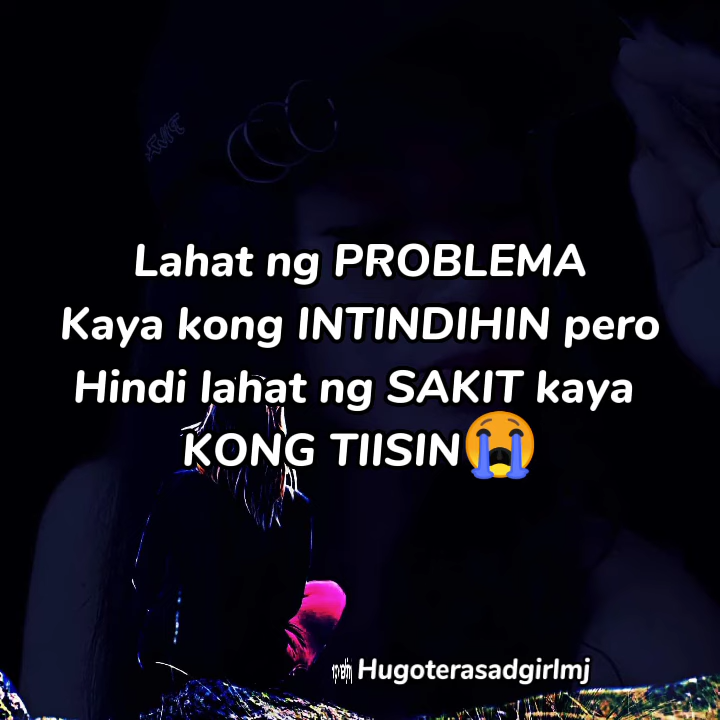 Lahat ng PROBLEMA
Kaya kong INTINDIHIN pero
Hindi lahat ng SAKIT kaya
KONG TIISIN😭
Hugoterasadgirlmj